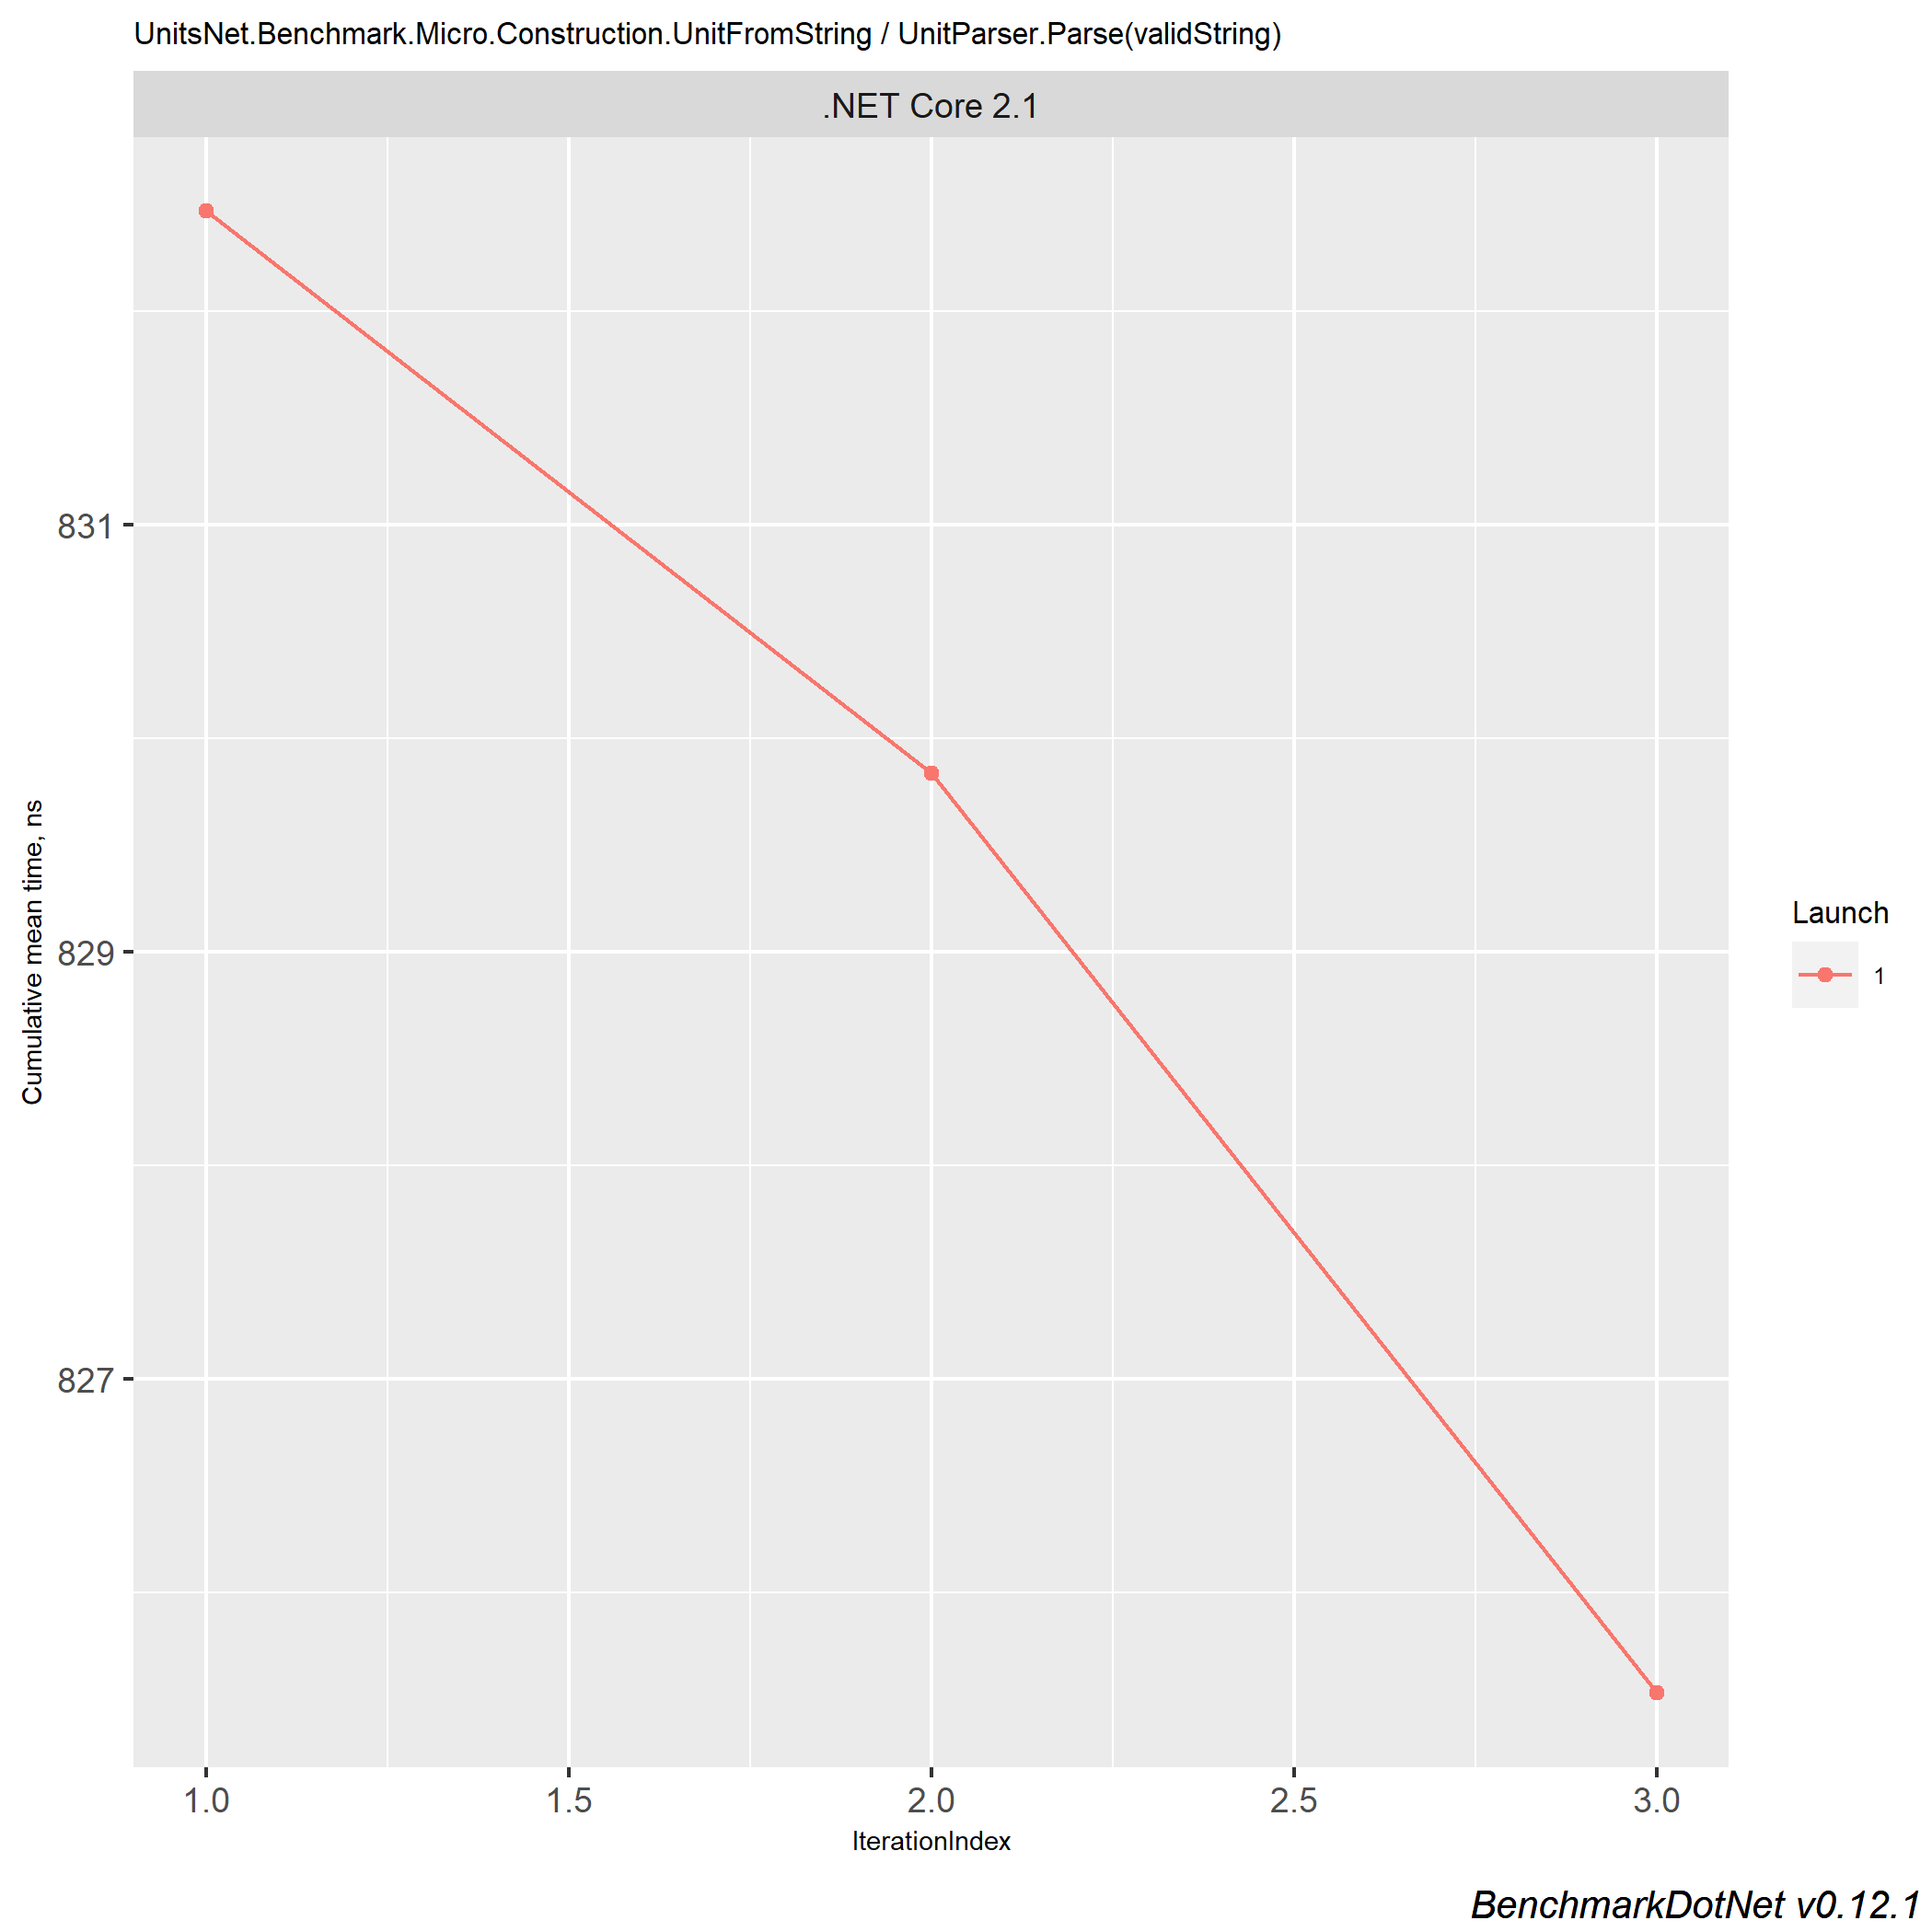 UnitsNet.Benchmark.Micro.Construction.UnitFromString / UnitParser.Parse(validString)
.NET Core 2.1
831
829
827
Cumulative mean time, ns
1.0 1.5 2.0 2.5 3.0
IterationIndex
Launch
1
BenchmarkDotNet v0.12.1